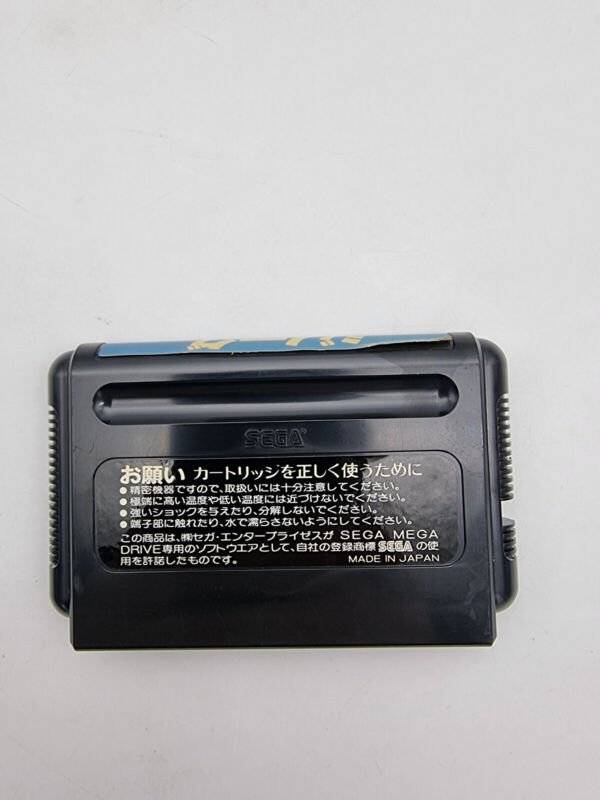 SEGA
お願い カートリッジを正しく使うために
●精密機器ですので、取扱いには十分注意してください。
●極端に高い温度や低い温度には近づけないでください。
●強いショックを与えたり、分解しないでください。
●端子部に触れたり、水で濡らさないようにしてください。
この商品は、㈱セガ・エンタープライゼスが SEGA MEGA
DRIVE専用のソフトウエアとして、自社の登録商標 SEGA の使
用を許諾したものです。 MADE IN JAPAN